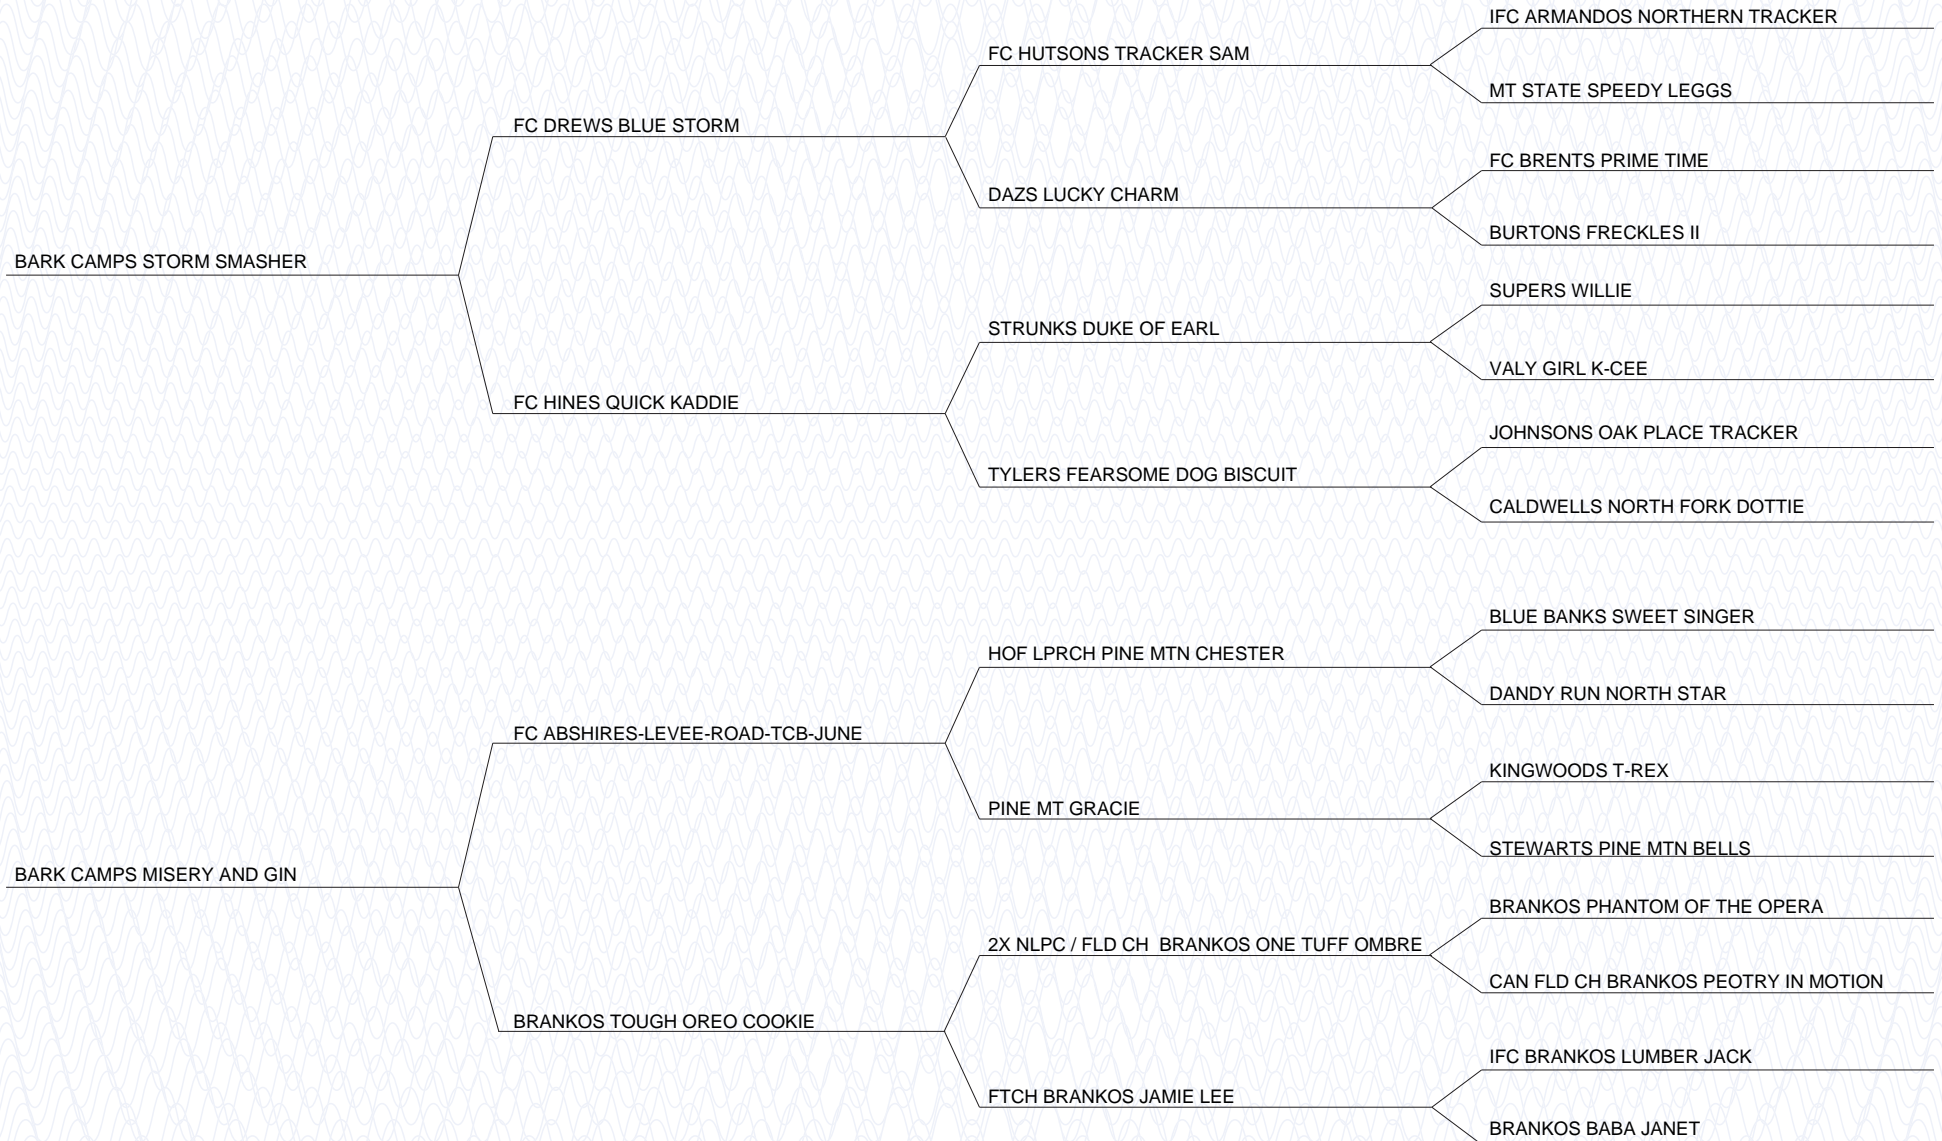 IFC ARMANDOS NORTHERN TRACKER
FC HUTSONS TRACKER SAM
MT STATE SPEEDY LEGGS
FC DREWS BLUE STORM
FC BRENTS PRIME TIME
DAZS LUCKY CHARM
BURTONS FRECKLES II
BARK CAMPS STORM SMASHER
SUPERS WILLIE
STRUNKS DUKE OF EARL
VALY GIRL K-CEE
FC HINES QUICK KADDIE
JOHNSONS OAK PLACE TRACKER
TYLERS FEARSOME DOG BISCUIT
CALDWELLS NORTH FORK DOTTIE
BLUE BANKS SWEET SINGER
HOF LPRCH PINE MTN CHESTER
DANDY RUN NORTH STAR
FC ABSHIRES-LEVEE-ROAD-TCB-JUNE
KINGWOODS T-REX
PINE MT GRACIE
STEWARTS PINE MTN BELLS
BARK CAMPS MISERY AND GIN
BRANKOS PHANTOM OF THE OPERA
2X NLPC / FLD CH  BRANKOS ONE TUFF OMBRE
CAN FLD CH BRANKOS PEOTRY IN MOTION
BRANKOS TOUGH OREO COOKIE
IFC BRANKOS LUMBER JACK
FTCH BRANKOS JAMIE LEE
BRANKOS BABA JANET